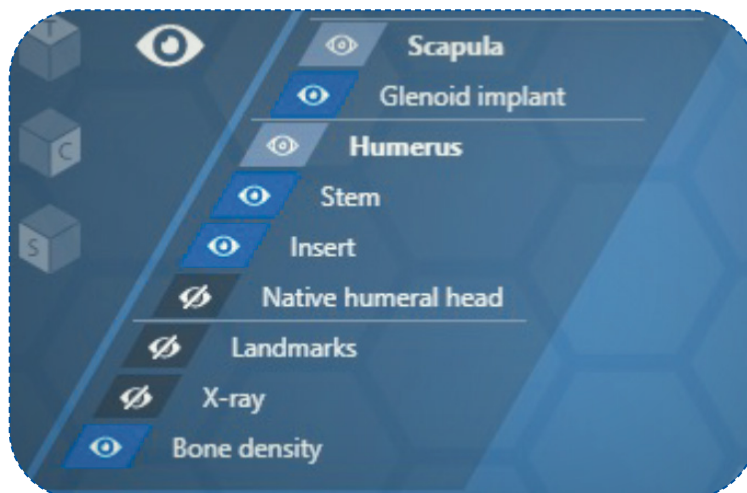 T
Scapula
Glenoid implant
C
Humerus
Stem
S
Insert
Native humeral head
Landmarks
X-ray
Bone density